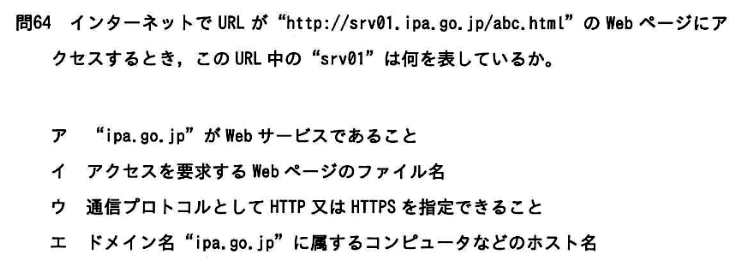 問64 インターネットで URL が “http://srv01.ipa.go.jp/abc.html” の Web ページにア
クセスするとき，この URL 中の “srv01” は何を表しているか。
ア “ipa.go.jp” が Web サービスであること
イ アクセスを要求する Web ページのファイル名
ウ 通信プロトコルとして HTTP 又は HTTPS を指定できること
エ ドメイン名 “ipa.go.jp” に属するコンピュータなどのホスト名